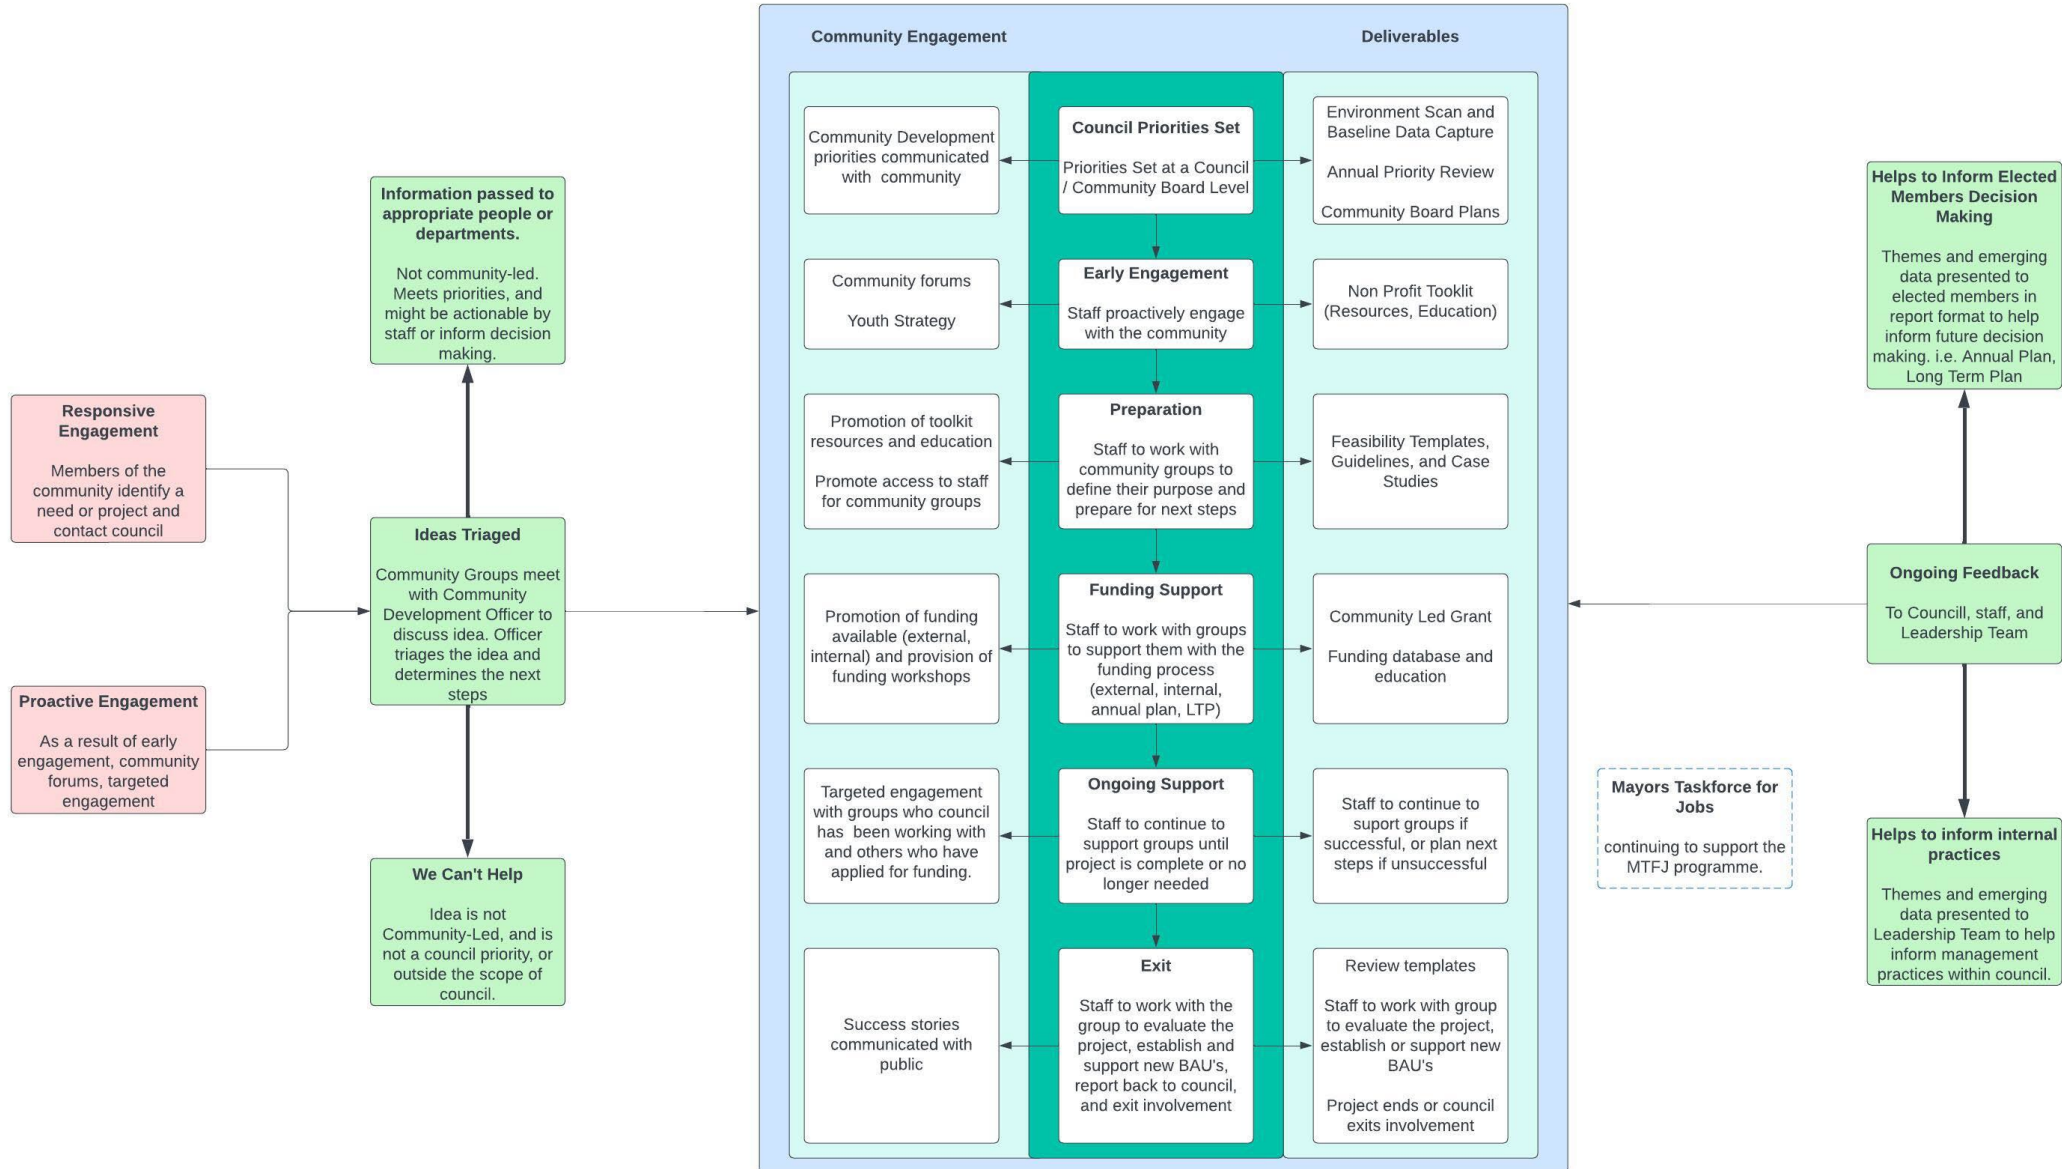 Community Engagement
Deliverables
Responsive
Engagement
Members of the
community identify a
need or project and
contact council
Proactive Engagement
As a result of early
engagement, community
forums, targeted
engagement
Information passed to
appropriate people or
departments.
Not community-led.
Meets priorities, and
might be actionable by
staff or inform decision
making.
Ideas Triaged
Community Groups meet
with Community
Development Officer to
discuss idea. Officer
triages the idea and
determines the next
steps
We Can't Help
Idea is not
Community-Led, and is
not a council priority, or
outside the scope of
council.
Community Development
priorities communicated
with community
Council Priorities Set
Priorities Set at a Council
/ Community Board Level
Environment Scan and
Baseline Data Capture
Annual Priority Review
Community Board Plans
Community forums
Youth Strategy
Early Engagement
Staff proactively engage
with the community
Non Profit Tooklit
(Resources, Education)
Promotion of toolkit
resources and education
Promote access to staff
for community groups
Preparation
Staff to work with
community groups to
define their purpose and
prepare for next steps
Feasibility Templates,
Guidelines, and Case
Studies
Promotion of funding
available (external,
internal) and provision of
funding workshops
Funding Support
Staff to work with groups
to support them with the
funding process
(external, internal,
annual plan, LTP)
Community Led Grant
Funding database and
education
Targeted engagement
with groups who council
has been working with
and others who have
applied for funding.
Ongoing Support
Staff to continue to
support groups until
project is complete or no
longer needed
Staff to continue to
suport groups if
successful, or plan next
steps if unsuccessful
Success stories
communicated with
public
Exit
Staff to work with the
group to evaluate the
project, establish and
support new BAU's,
report back to council,
and exit involvement
Review templates
Staff to work with group
to evaluate the project,
establish or support new
BAU's
Project ends or council
exits involvement
Mayors Taskforce for
Jobs
continuing to support the
MTFJ programme.
Helps to Inform Elected
Members Decision
Making
Themes and emerging
data presented to
elected members in
report format to help
inform future decision
making. i.e. Annual Plan,
Long Term Plan
Ongoing Feedback
To Councill, staff, and
Leadership Team
Helps to inform internal
practices
Themes and emerging
data presented to
Leadership Team to help
inform management
practices within council.